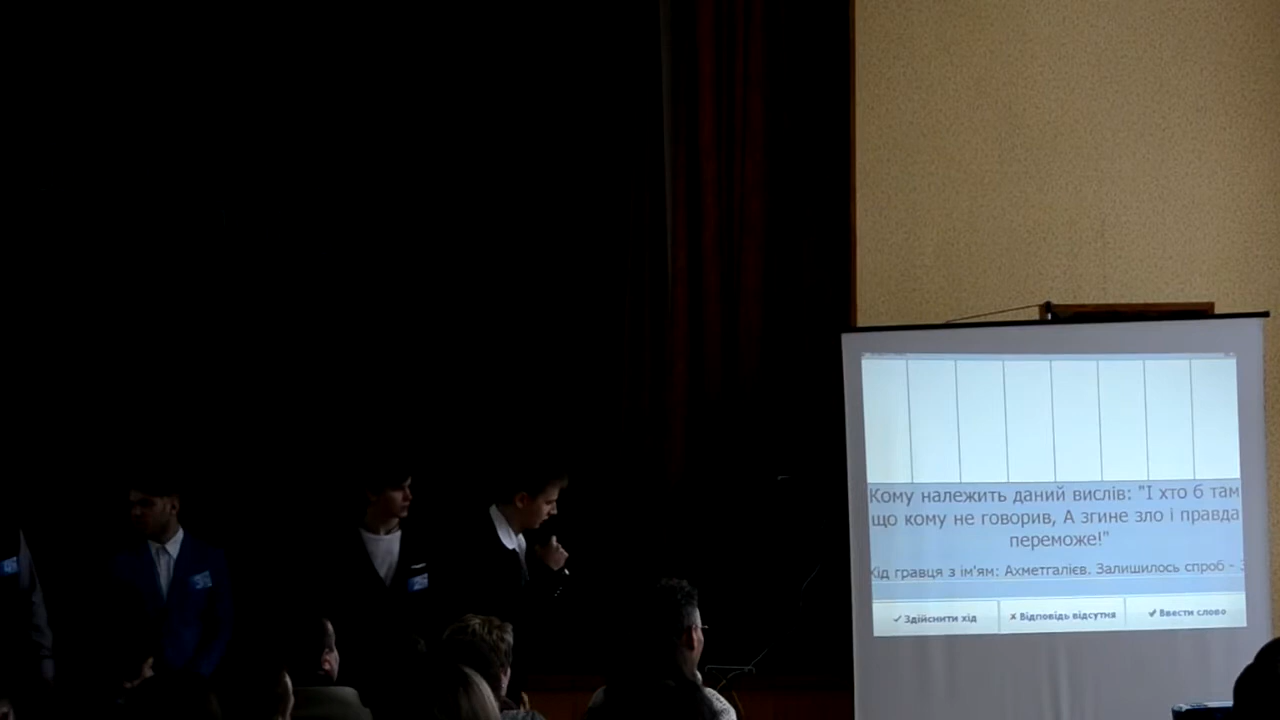 Кому належить даний вислів: "І хто б там
що кому не говорив, А згине зло і правда
переможе!"
Хід гравця з ім'ям: Ахметгалієв. Залишилось спроб - 3
✓ Здійснити хід
✗ Відповідь відсутня
✓ Ввести слово